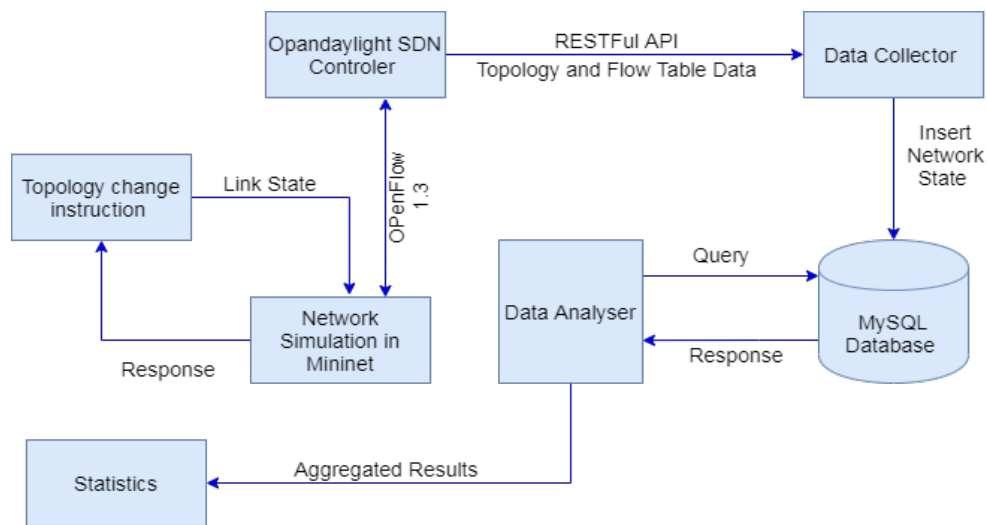 Opandaylight SDN
Controler
RESTFul API
Topology and Flow Table Data
Data Collector
Insert
Network
State
Topology change
instruction
Link State
OPenFlow
1.3
Network
Simulation in
Mininet
Response
Data Analyser
Query
Response
MySQL
Database
Aggregated Results
Statistics